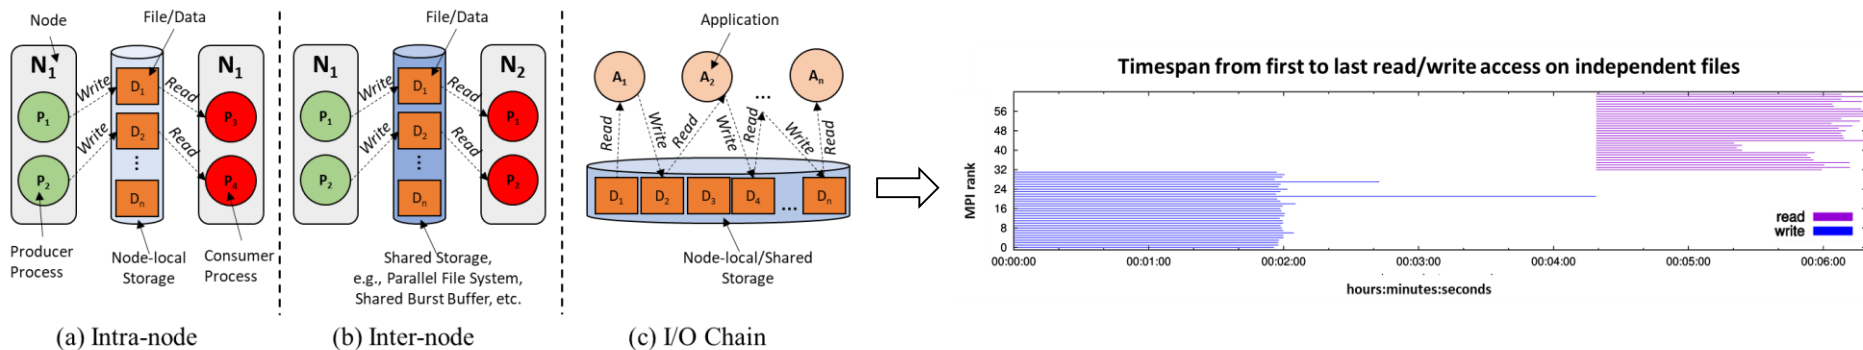 Node
File/Data
N1
N1
D1
Write
Read
P1
D2
P3
Write
Read
P2
P4
Dn
Producer
Process
Node-local
Storage
Consumer
Process
(a) Intra-node
File/Data
N1
N2
D1
Write
Read
P1
D2
P1
Write
Read
P2
P2
Dn
Shared Storage,
e.g., Parallel File System,
Shared Burst Buffer, etc.
(b) Inter-node
Application
A1
A2
...
An
Read
Write
Read
Write
Read
Write
Read
D1
D2
D3
D4
...
Dn
Node-local/Shared
Storage
(c) I/O Chain
Timespan from first to last read/write access on independent files
MPI rank
56
48
40
32
24
16
8
0
read
write
00:00:00 00:01:00 00:02:00 00:03:00 00:04:00 00:05:00 00:06:00
hours:minutes:seconds